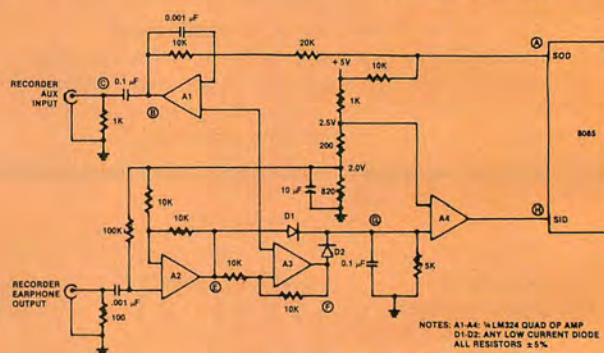 0.001 µF
10K
20K
Ⓐ
SOD
+5V
10K
RECORDER
AUX
INPUT
Ⓒ
0.1 µF
Ⓑ
A1
1K
1K
2.5V
200
2.0V
8085
10 µF
820
10K
100K
10K
D1
Ⓖ
A4
Ⓗ
SID
D2
A2
Ⓔ
10K
A3
0.1 µF
5K
RECORDER
EARPHONE
OUTPUT
.001 µF
100
10K
Ⓕ
NOTES: A1-A4: ¼ LM324 QUAD OP AMP
D1-D2: ANY LOW CURRENT DIODE
ALL RESISTORS ±5%